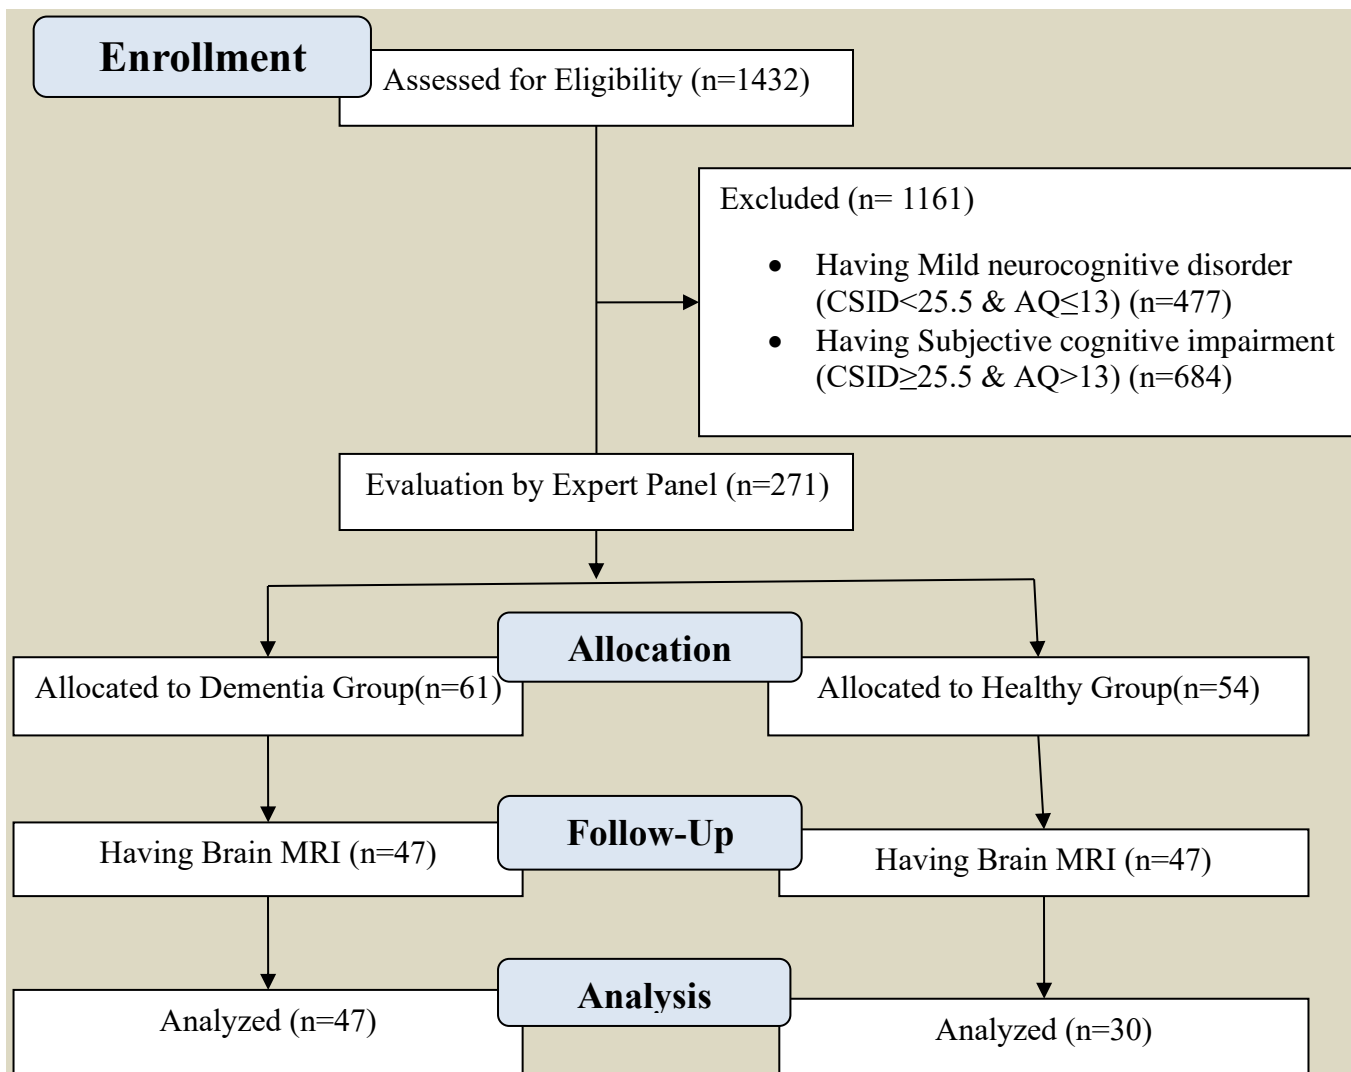 Enrollment
Assessed for Eligibility (n=1432)
Excluded (n= 1161)
• Having Mild neurocognitive disorder
(CSID<25.5 & AQ≤13) (n=477)
• Having Subjective cognitive impairment
(CSID≥25.5 & AQ>13) (n=684)
Evaluation by Expert Panel (n=271)
Allocation
Allocated to Dementia Group(n=61)
Allocated to Healthy Group(n=54)
Follow-Up
Having Brain MRI (n=47)
Having Brain MRI (n=47)
Analysis
Analyzed (n=47)
Analyzed (n=30)